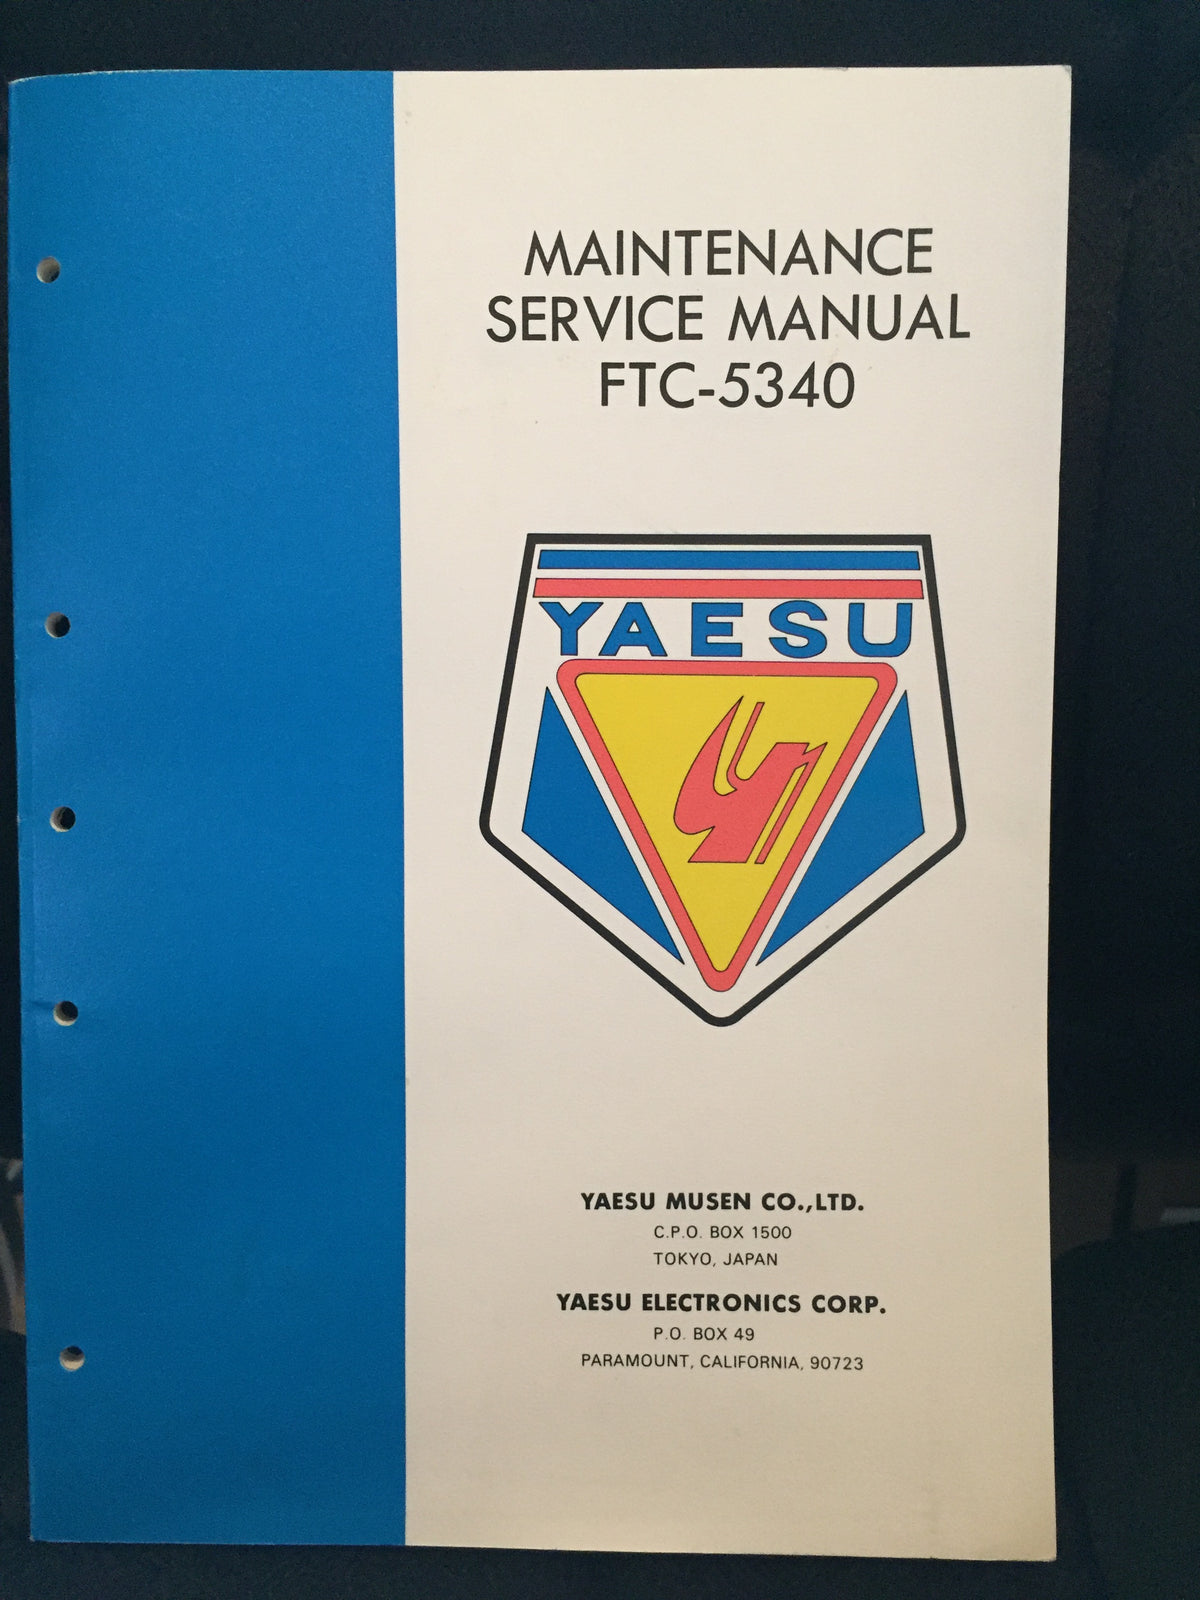 MAINTENANCE
SERVICE MANUAL
FTC-5340
YAESU
YAESU MUSEN CO.,LTD.
C.P.O. BOX 1500
TOKYO, JAPAN
YAESU ELECTRONICS CORP.
P.O. BOX 49
PARAMOUNT, CALIFORNIA, 90723